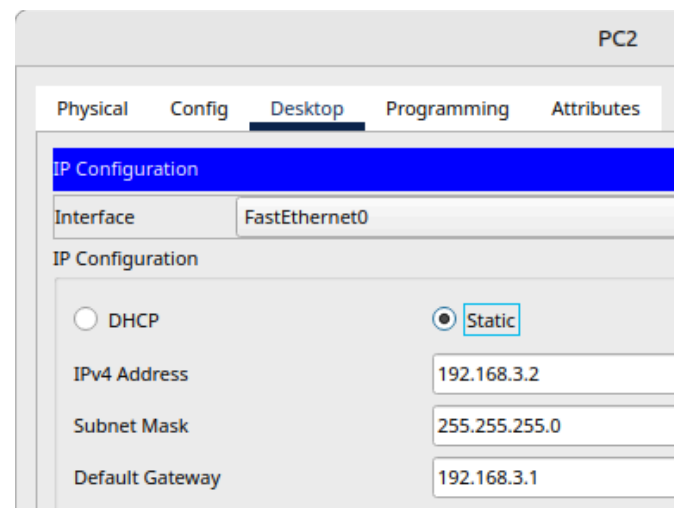 PC2
Physical Config Desktop Programming Attributes
IP Configuration
Interface FastEthernet0
IP Configuration
DHCP Static
IPv4 Address 192.168.3.2
Subnet Mask 255.255.255.0
Default Gateway 192.168.3.1